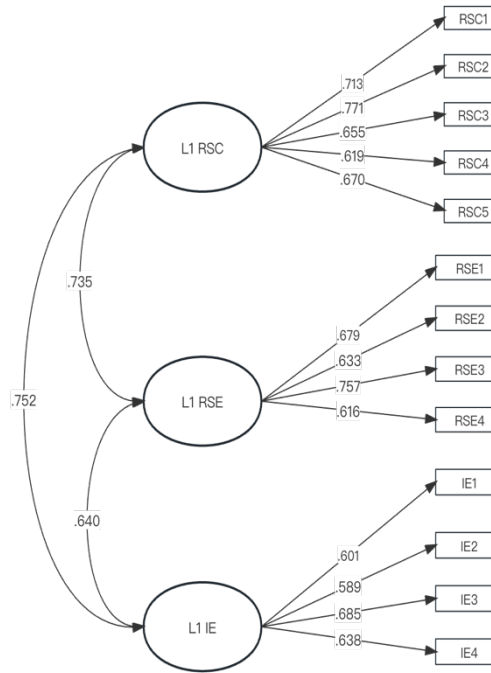 RSC1
.713
RSC2
.771
RSC3
.655
L1 RSC
RSC4
.619
RSC5
.670
.735
RSE1
.679
RSE2
.633
RSE3
.757
L1 RSE
RSE4
.616
.752
.640
IE1
.601
IE2
.589
IE3
.685
L1 IE
IE4
.638